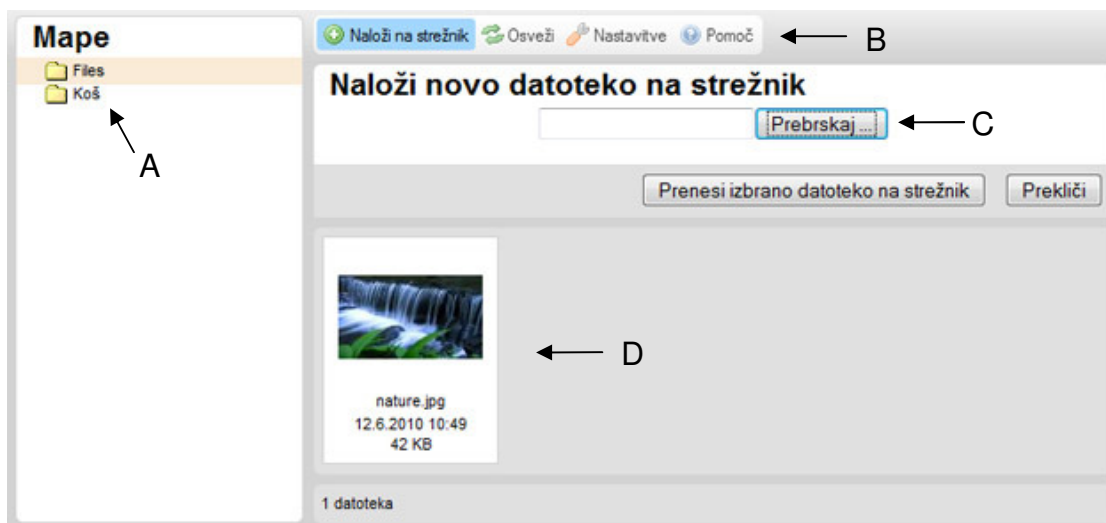 Mape
Files
Koš
A
Naloži na strežnik Osveži Nastavitve Pomoč
B
Naloži novo datoteko na strežnik
Prebrskaj ...
C
Prenesi izbrano datoteko na strežnik Prekliči
D
nature.jpg
12.6.2010 10:49
42 KB
1 datoteka